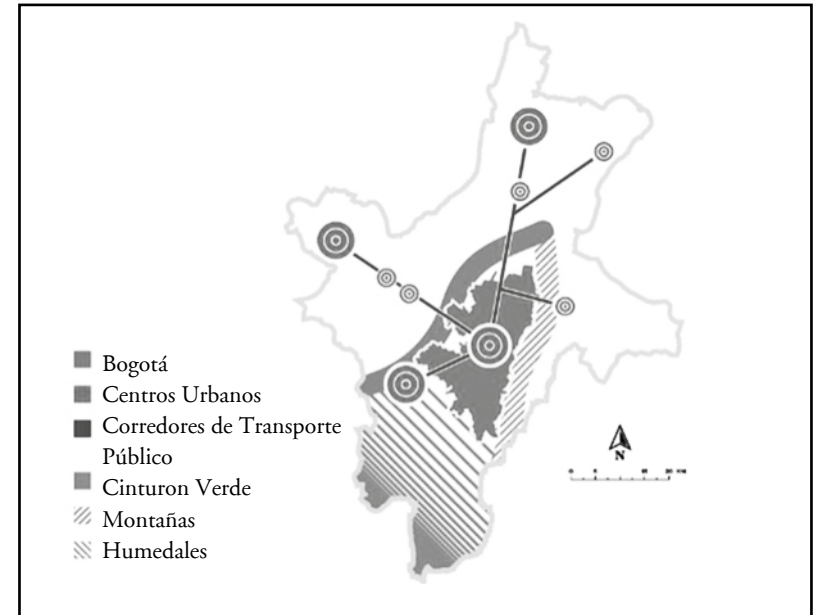 Bogotá
Centros Urbanos
Corredores de Transporte
Público
Cinturon Verde
Montañas
Humedales
N